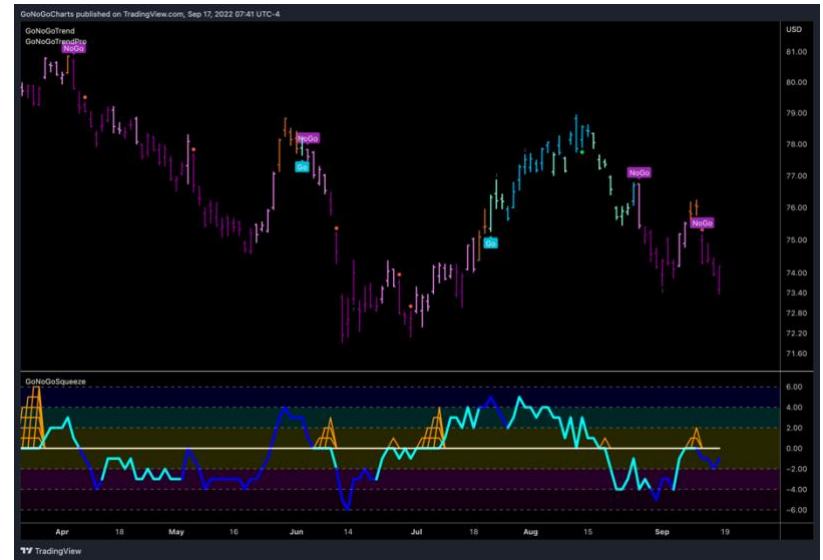 GoNoGoCharts published on TradingView.com, Sep 17, 2022 07:41 UTC-4
GoNoGoTrend
USD
GoNoGoTrendPro
NoGo
81.00
80.00
79.00
NoGo
78.00
Go
77.00
NoGo
76.00
NoGo
75.00
Go
74.00
73.40
72.80
72.20
71.60
GoNoGoSqueeze
6.00
4.00
2.00
0.00
−2.00
−4.00
−6.00
Apr 18 May 16 Jun 14 Jul 18 Aug 15 Sep 19
TradingView